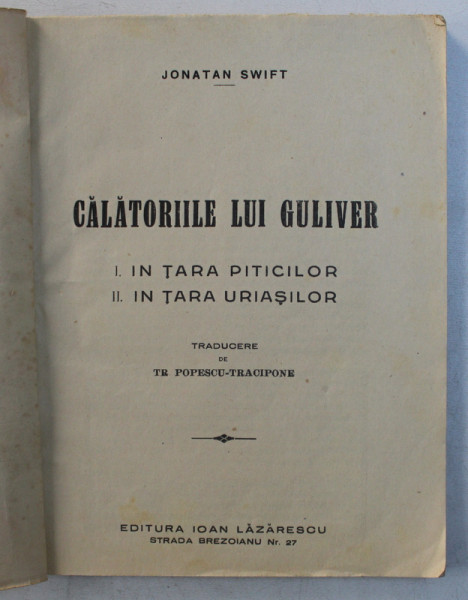 JONATAN SWIFT
CĂLĂTORIILE LUI GULIVER
I. IN ŢARA PITICILOR
II. IN ŢARA URIAŞILOR
TRADUCERE
DE
TR POPESCU-TRACIPONE
EDITURA IOAN LĂZĂRESCU
STRADA BREZOIANU Nr. 27